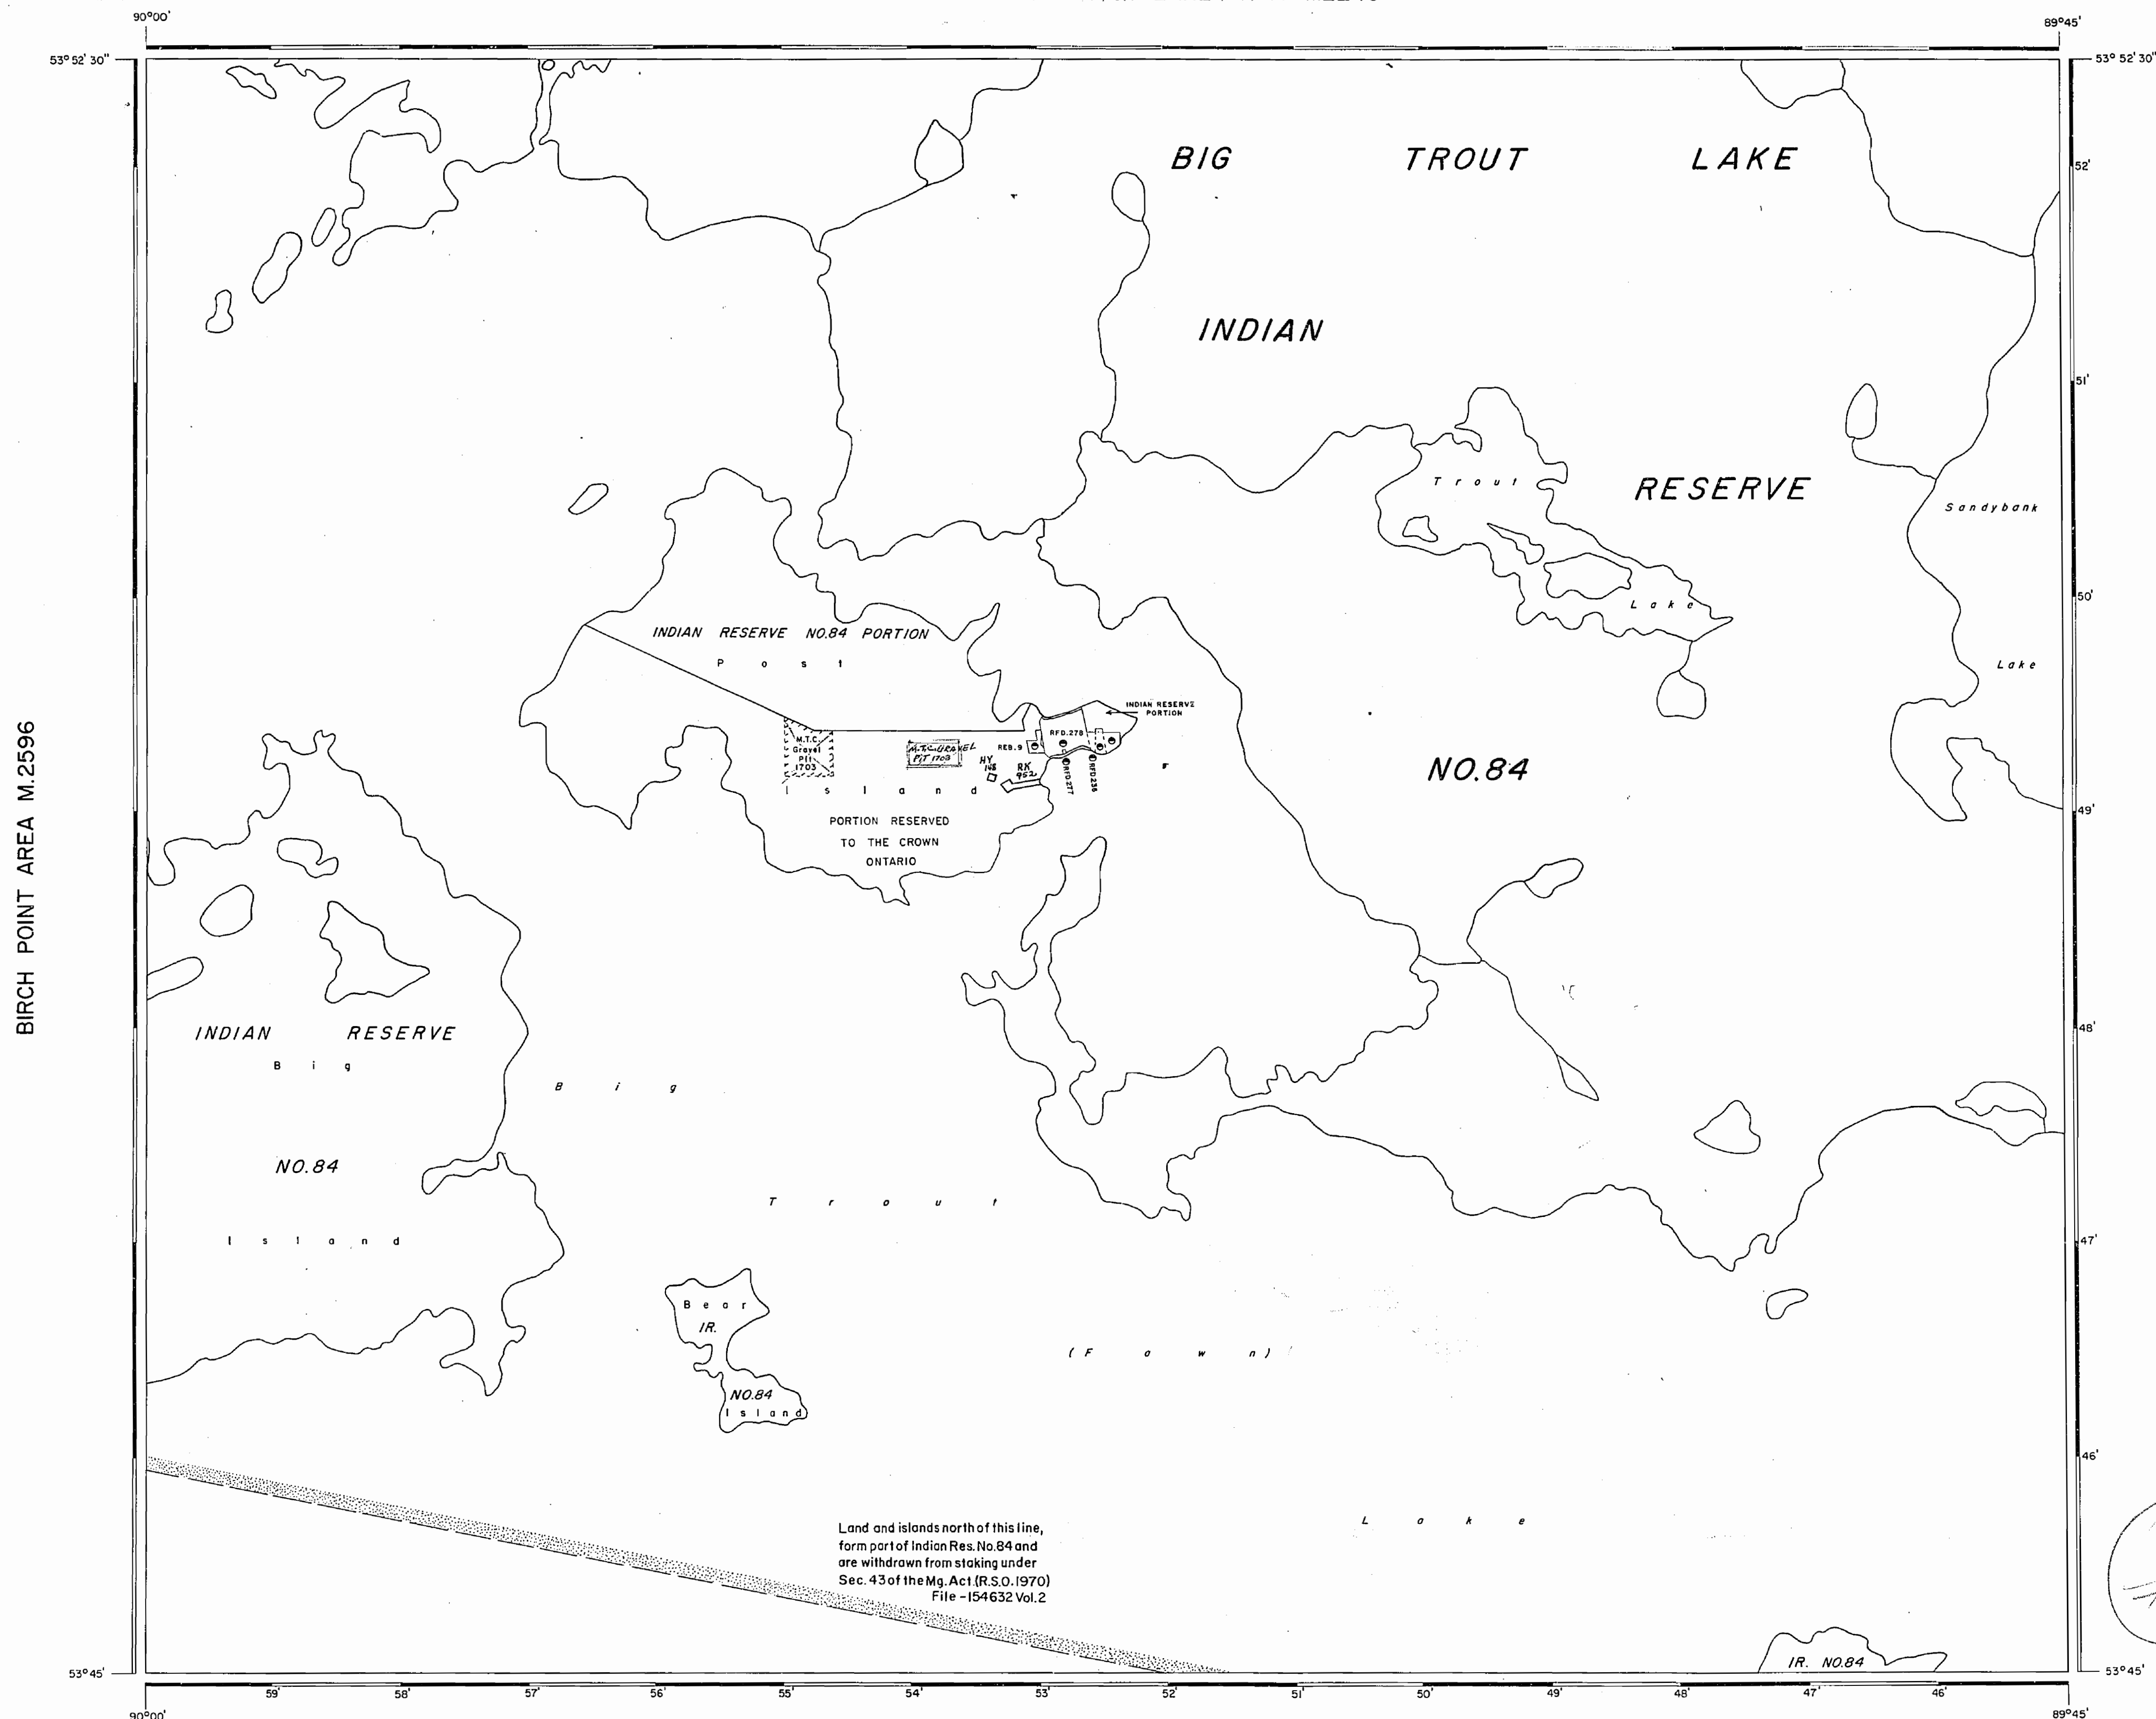 90°00'
89°45'
53°52'30"
53°52'30"
BIG TROUT LAKE
52'
INDIAN
51'
Trout
RESERVE
Sandybank
50'
Lake
INDIAN RESERVE NO.84 PORTION
Post
Lake
INDIAN RESERVE
PORTION
RFD.278
M.T.C.
Gravel
Pit
1703
M.T.C. GRAVEL
PIT 1703
REB.9
HY
148
RK
952
RFD.277
RFD.238
NO.84
Island
49'
PORTION RESERVED
TO THE CROWN
ONTARIO
BIRCH POINT AREA M.2596
48'
INDIAN RESERVE
Big
Big
NO.84
Trout
Island
47'
Bear
IR.
(Fawn)
NO.84
Island
46'
Lake
Land and islands north of this line,
form part of Indian Res. No.84 and
are withdrawn from staking under
Sec. 43 of the Mg. Act.(R.S.O.1970)
File -154632 Vol.2
IR. NO.84
53°45'
53°45'
59' 58' 57' 56' 55' 54' 53' 52' 51' 50' 49' 48' 47' 46'
90°00'
89°45'